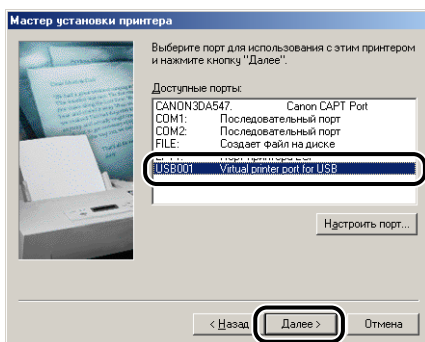 Мастер установки принтера
Выберите порт для использования с этим принтером
и нажмите кнопку "Далее".
Доступные порты:
CANON3DA547. Canon CAPT Port
COM1: Последовательный порт
COM2: Последовательный порт
FILE: Создает файл на диске
USB001 Virtual printer port for USB
Настроить порт...
< Назад
Далее >
Отмена